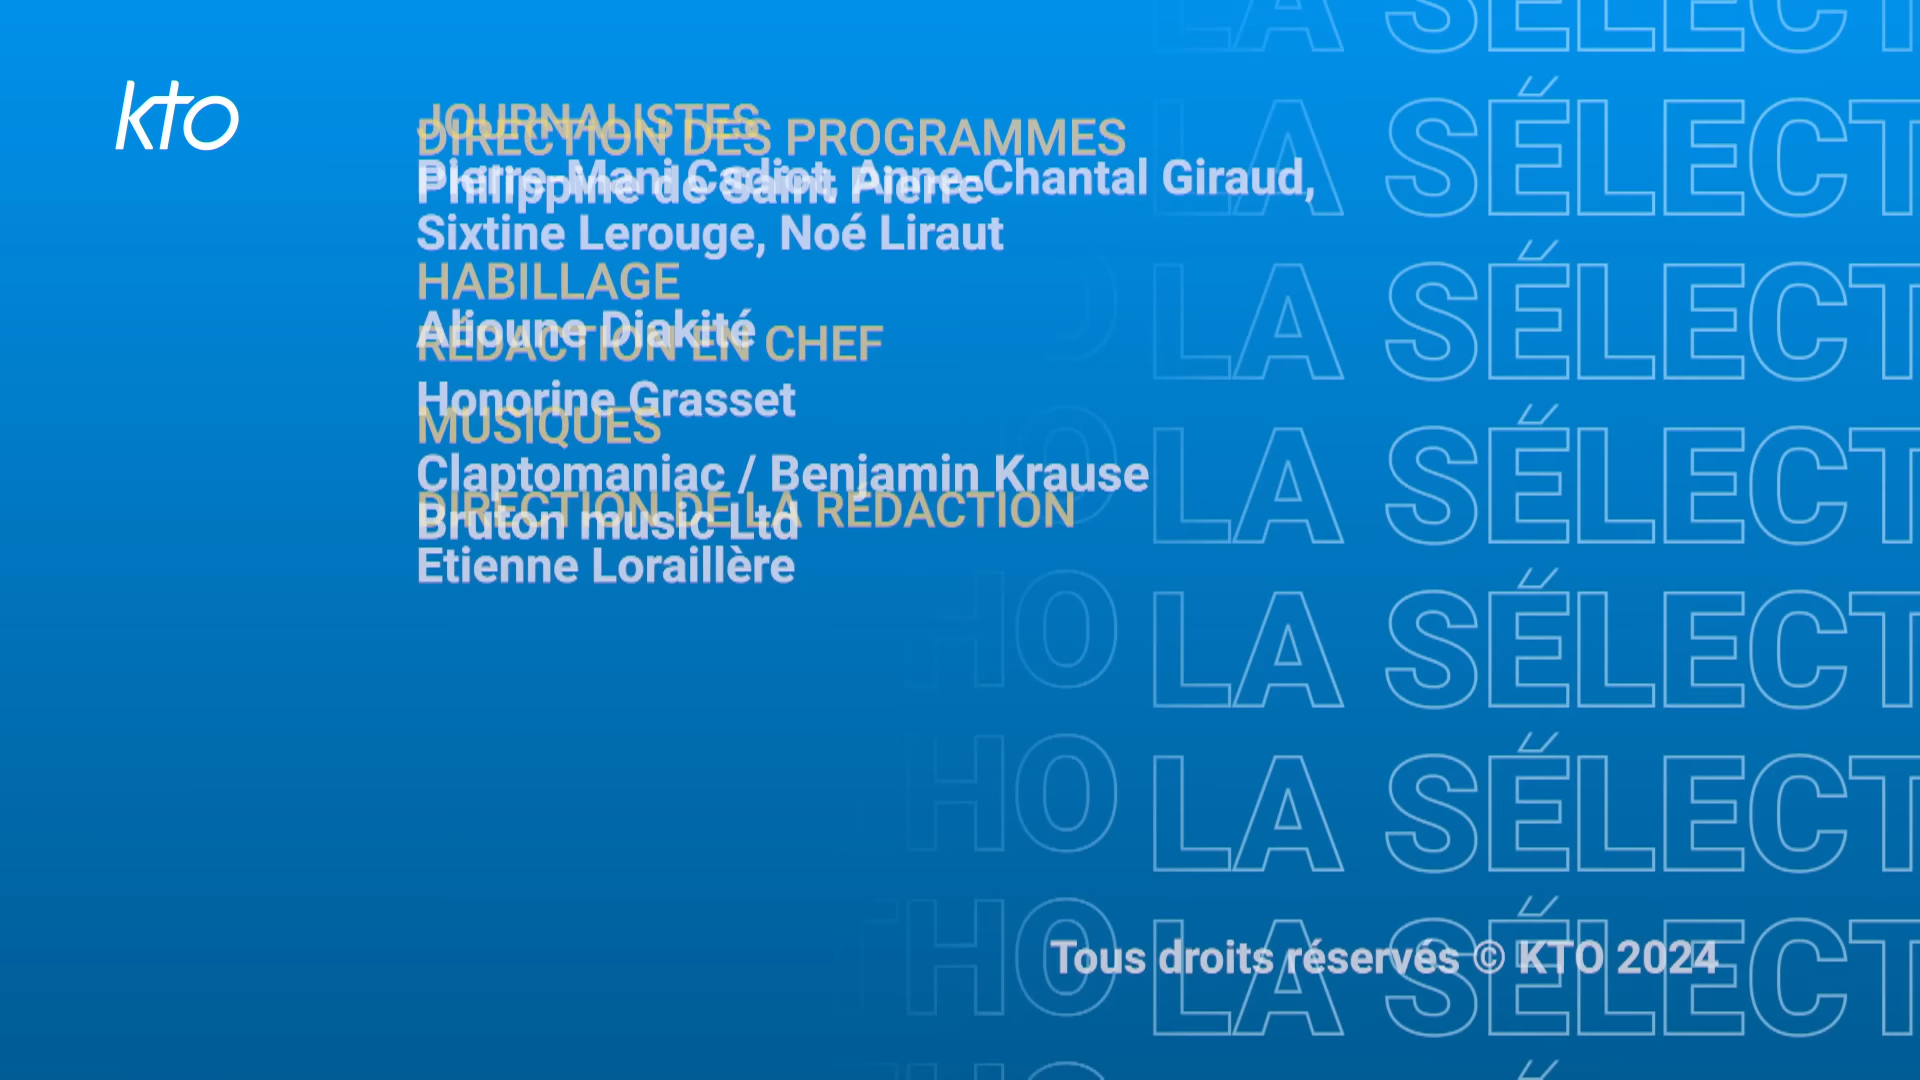 kto
JOURNALISTES
DIRECTION DES PROGRAMMES
Pierre-Mani Cadiot, Anne-Chantal Giraud,
Philippine de Saint Pierre
Sixtine Lerouge, Noé Liraut
HABILLAGE
Alioune Diakité
RÉDACTION EN CHEF
Honorine Grasset
MUSIQUES
Claptomaniac / Benjamin Krause
DIRECTION DE LA RÉDACTION
Bruton music Ltd
Etienne Loraillère
LA SÉLECT
LA SÉLECT
LA SÉLECT
O LA SÉLECT
HO LA SÉLECT
HO LA SÉLECT
THO LA SÉLECT
Tous droits réservés © KTO 2024